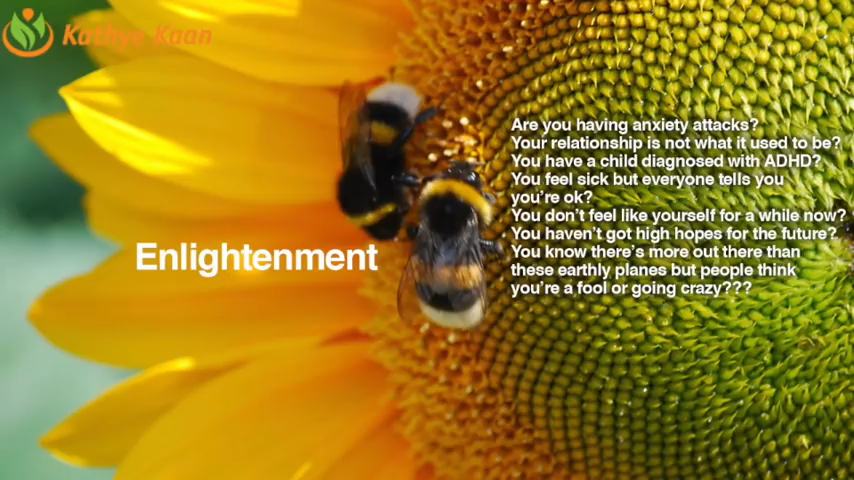 Kathye Kaan
Enlightenment
Are you having anxiety attacks?
Your relationship is not what it used to be?
You have a child diagnosed with ADHD?
You feel sick but everyone tells you
you're ok?
You don't feel like yourself for a while now?
You haven't got high hopes for the future?
You know there's more out there than
these earthly planes but people think
you're a fool or going crazy???